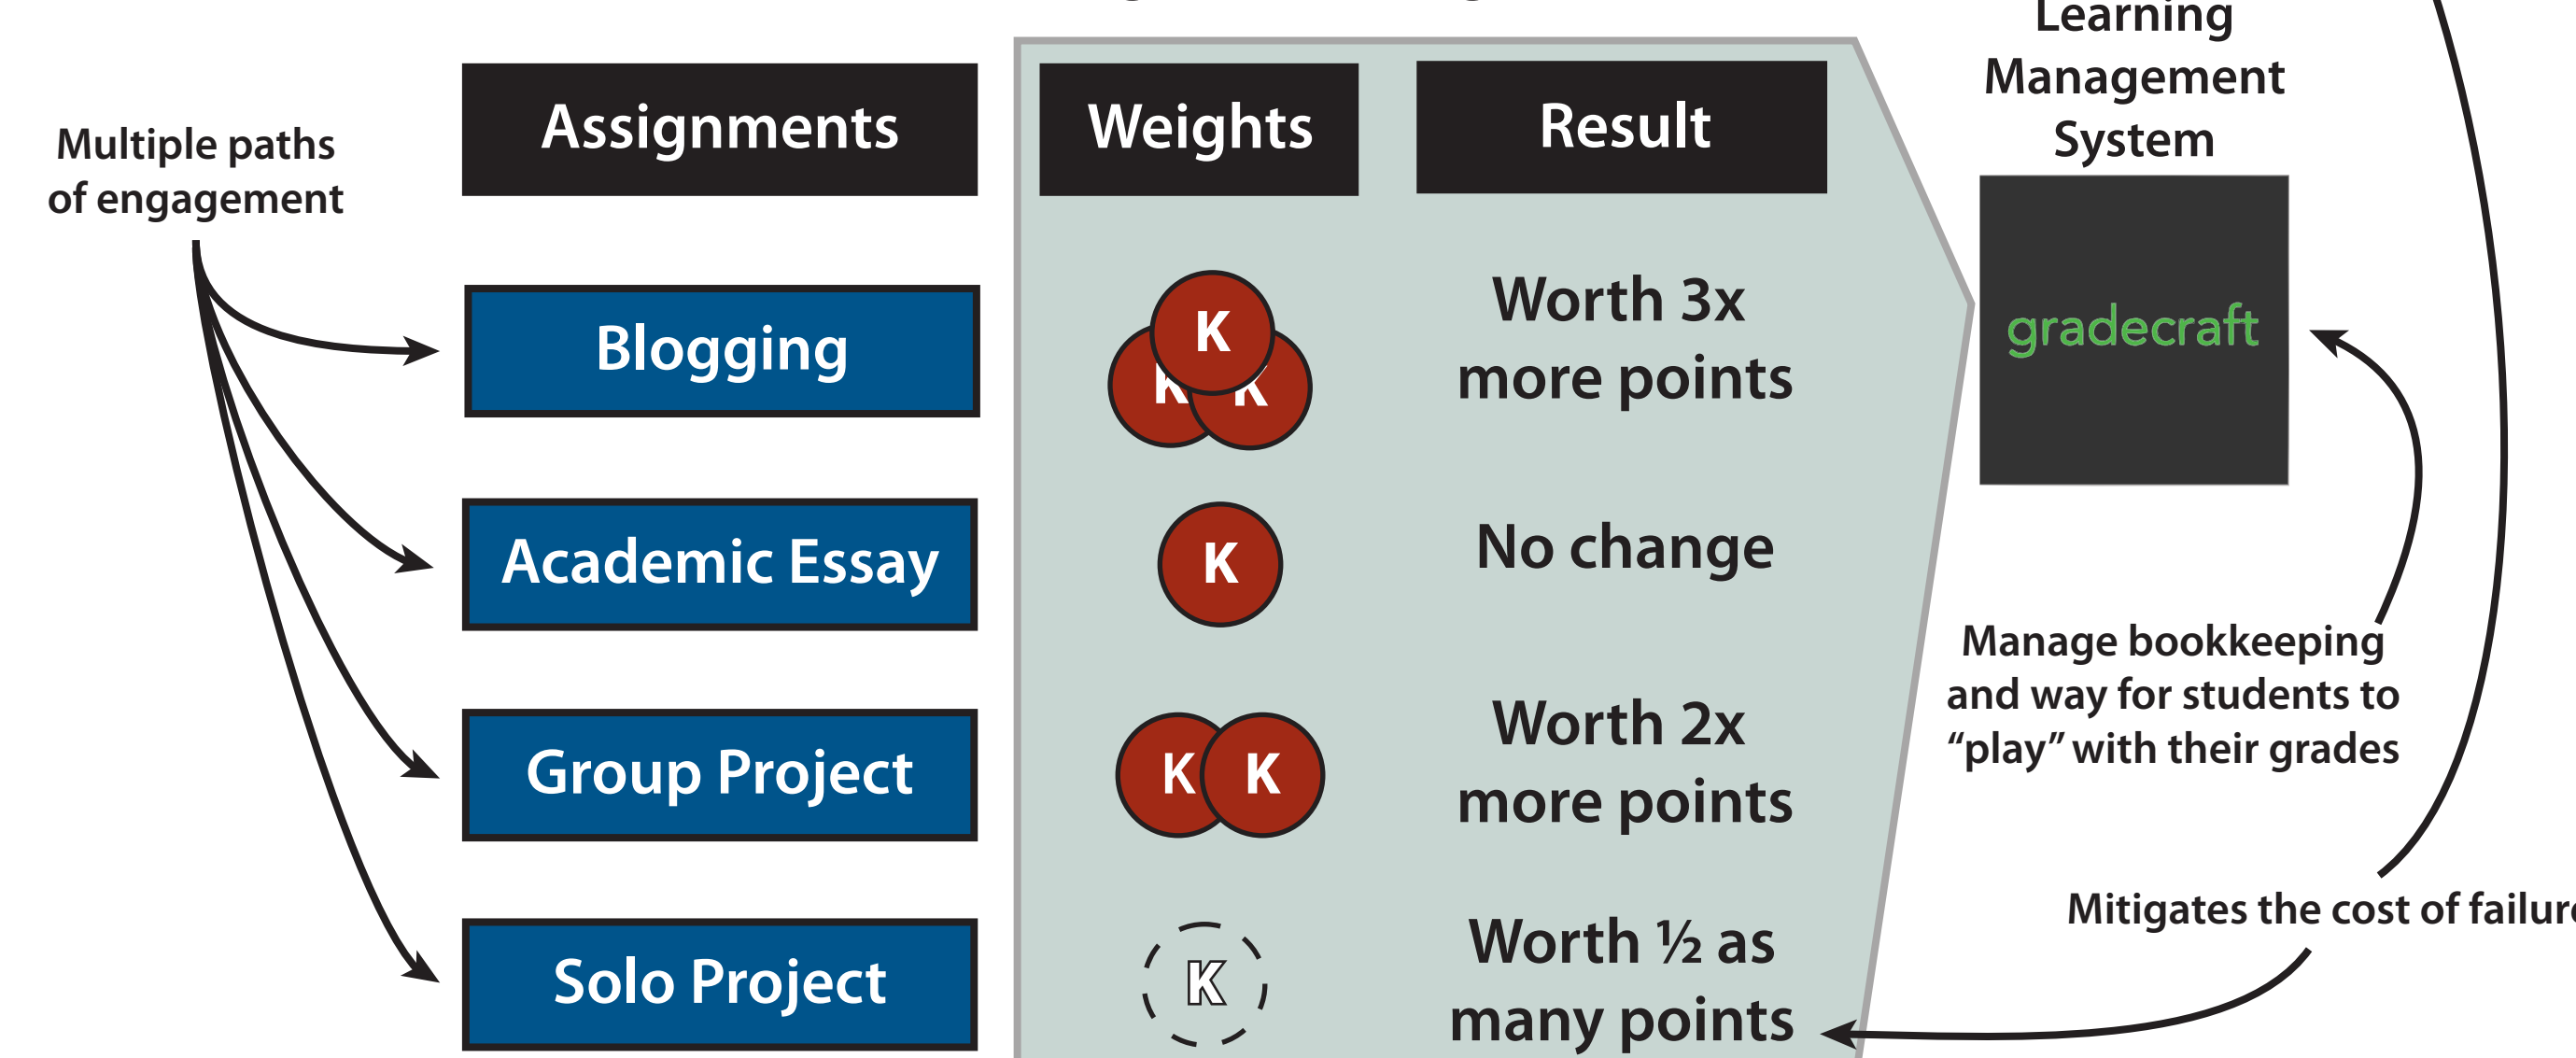 Learning
Management
System
Multiple paths
of engagement
Assignments
Weights
Result
Blogging
K
K
K
Worth 3x
more points
gradecraft
Academic Essay
K
No change
Manage bookkeeping
and way for students to
“play” with their grades
Group Project
K
K
Worth 2x
more points
Mitigates the cost of failure
Solo Project
K
Worth ½ as
many points